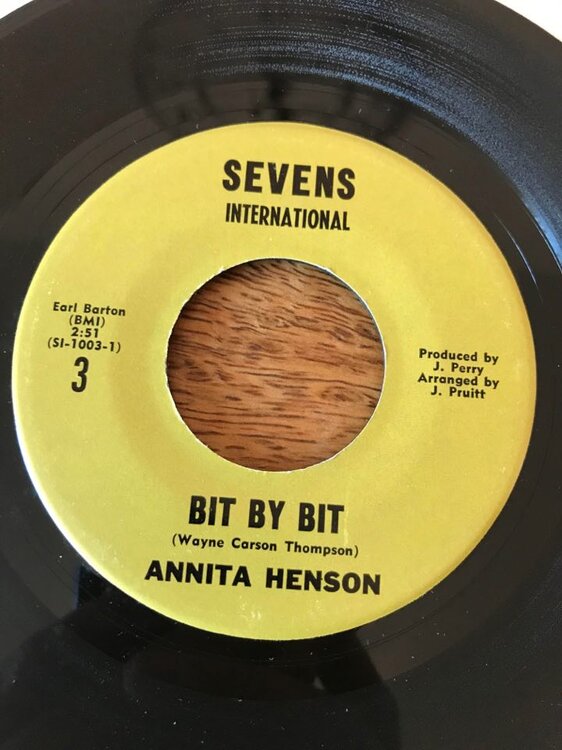 SEVENS
INTERNATIONAL
Earl Barton
(BMI)
2:51
(SI-1003-1)
3
Produced by
J. Perry
Arranged by
J. Pruitt
BIT BY BIT
(Wayne Carson Thompson)
ANNITA HENSON